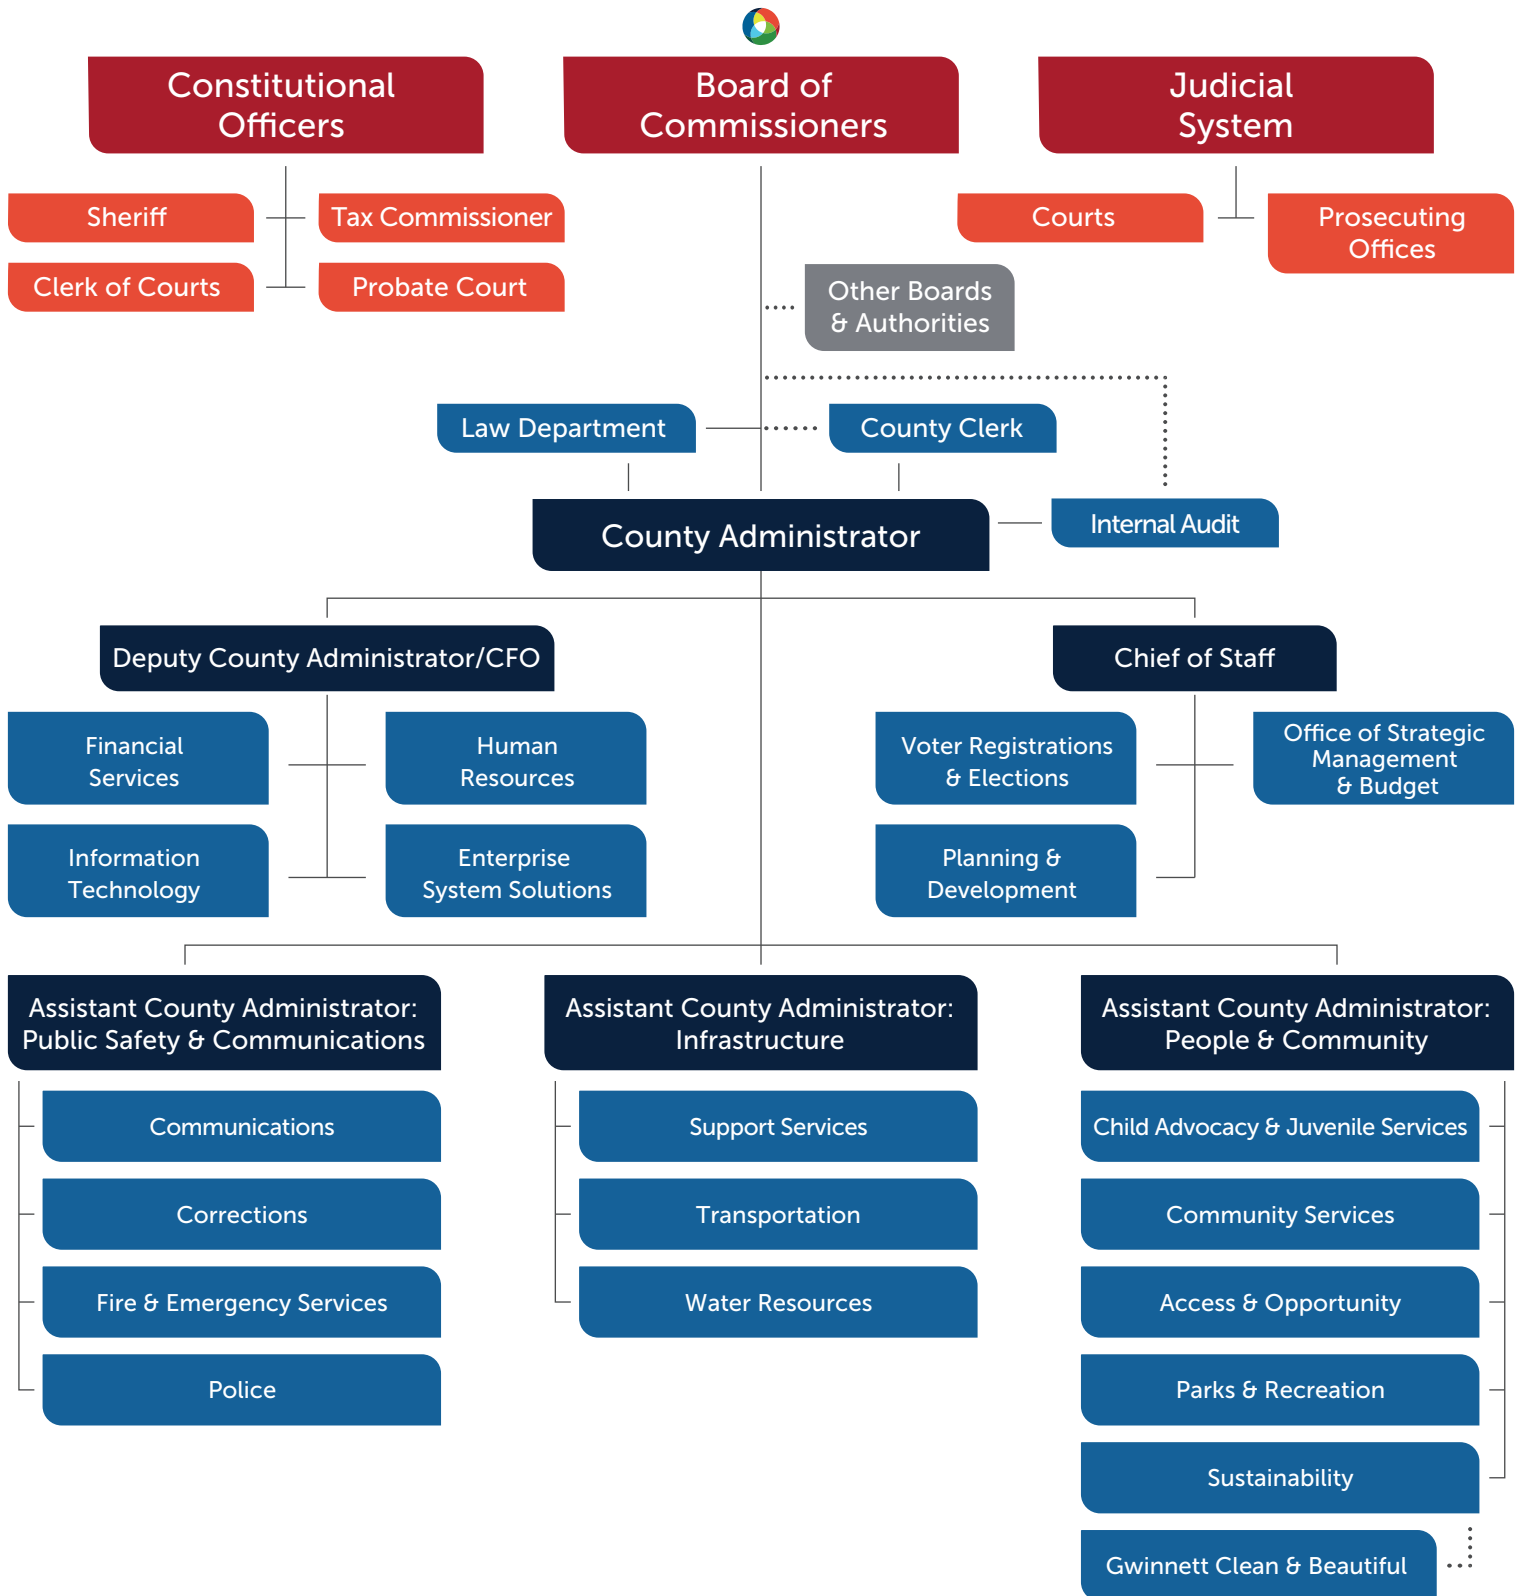 Constitutional
Officers
Board of
Commissioners
Judicial
System
Sheriff
Tax Commissioner
Clerk of Courts
Probate Court
Courts
Prosecuting
Offices
Other Boards
& Authorities
Law Department
County Clerk
County Administrator
Internal Audit
Deputy County Administrator/CFO
Chief of Staff
Financial
Services
Human
Resources
Voter Registrations
& Elections
Office of Strategic
Management
& Budget
Information
Technology
Enterprise
System Solutions
Planning &
Development
Assistant County Administrator:
Public Safety & Communications
Assistant County Administrator:
Infrastructure
Assistant County Administrator:
People & Community
Communications
Corrections
Fire & Emergency Services
Police
Support Services
Transportation
Water Resources
Child Advocacy & Juvenile Services
Community Services
Access & Opportunity
Parks & Recreation
Sustainability
Gwinnett Clean & Beautiful